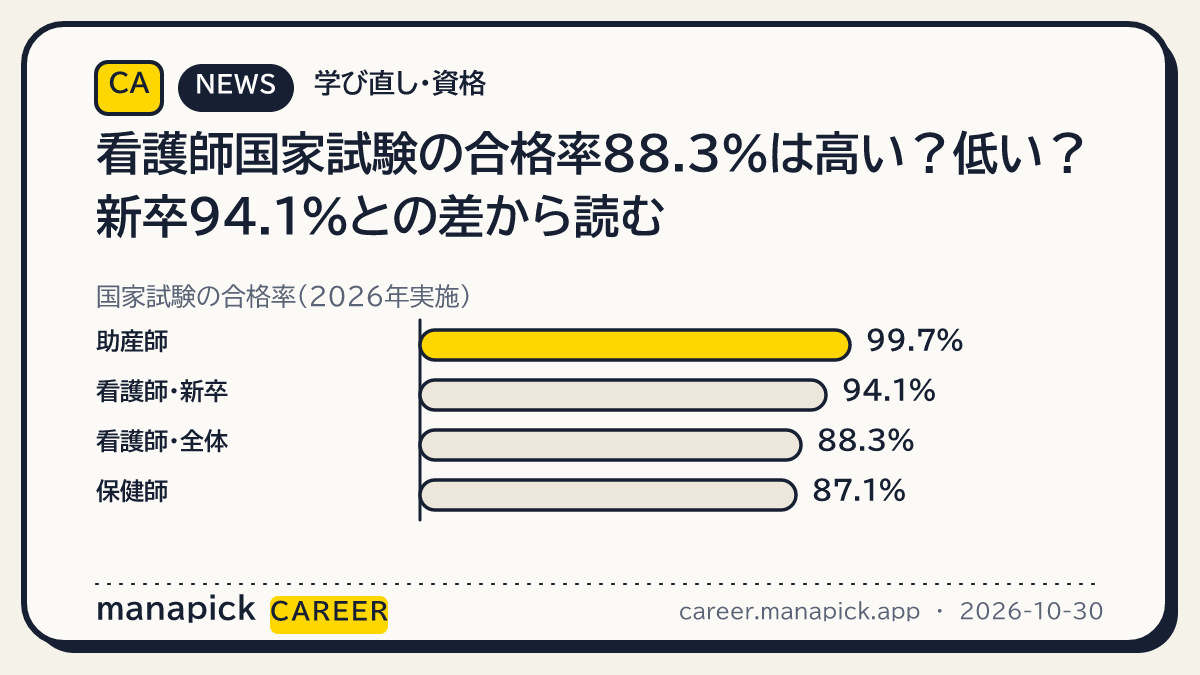 CA NEWS 学び直し・資格
看護師国家試験の合格率88.3%は高い？低い？
新卒94.1%との差から読む
国家試験の合格率（2026年実施）
助産師 99.7%
看護師・新卒 94.1%
看護師・全体 88.3%
保健師 87.1%
manapick CAREER career.manapick.app ・ 2026-10-30